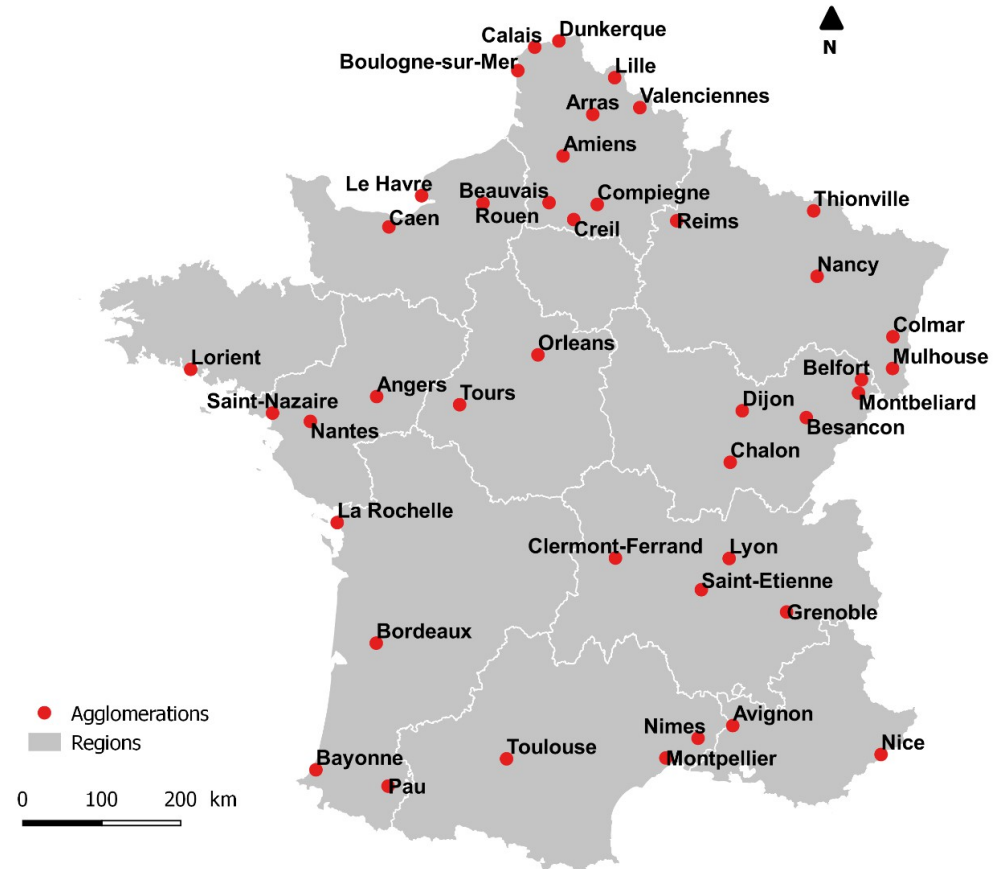 Dunkerque
Calais
N
Boulogne-sur-Mer
Lille
Valenciennes
Arras
Amiens
Le Havre
Beauvais
Compiegne
Thionville
Caen
Rouen
Creil
Reims
Nancy
Colmar
Orleans
Lorient
Mulhouse
Belfort
Angers
Tours
Saint-Nazaire
Dijon
Montbeliard
Nantes
Besancon
Chalon
La Rochelle
Clermont-Ferrand
Lyon
Saint-Etienne
Grenoble
Bordeaux
Agglomerations
Avignon
Nimes
Regions
Toulouse
Nice
Bayonne
Montpellier
Pau
0 100 200 km